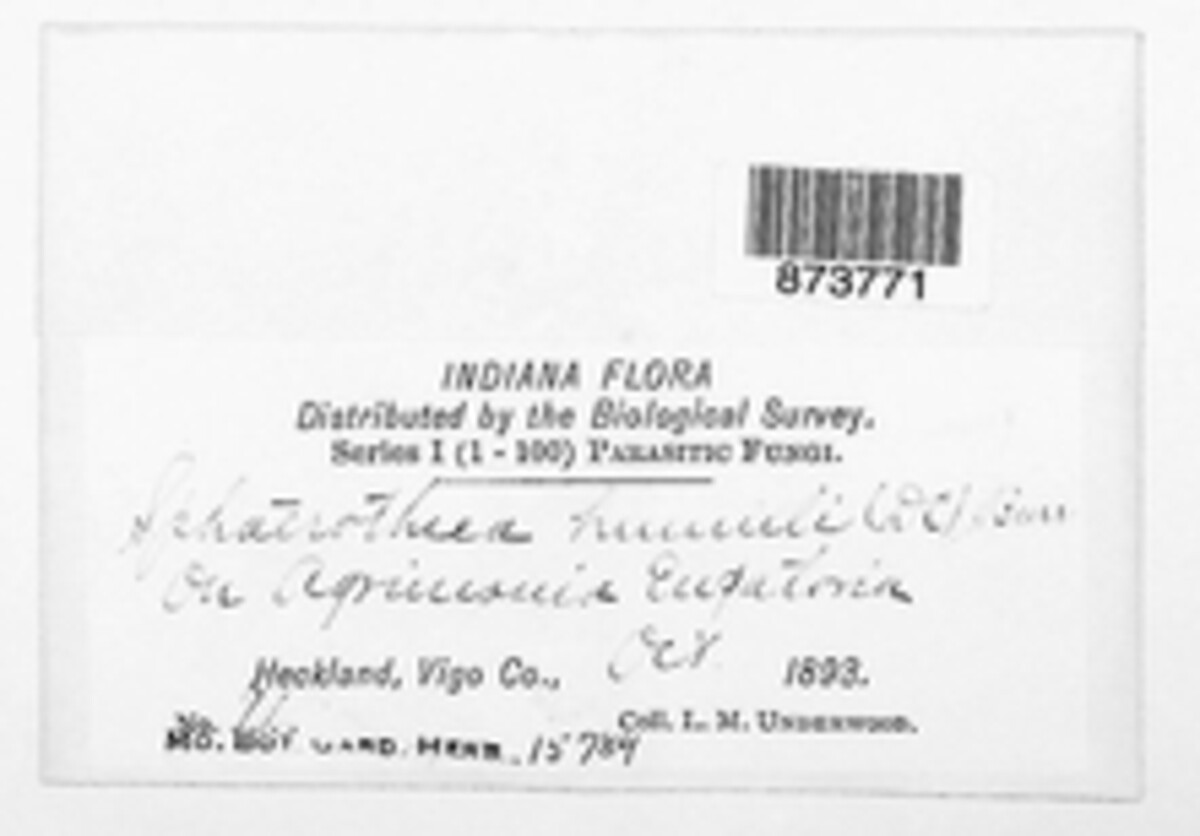 873771
INDIANA FLORA
Distributed by the Biological Survey.
Series I (1 - 100) PARASITIC FUNGI.
Sphaerotheca humuli (DC) Burr
On Agrimonia Eupatoria
Heckland, Vigo Co., Oct 1893.
No. Coll. L. M. UNDERWOOD.
MO. BOT. GARD. HERB. 15784